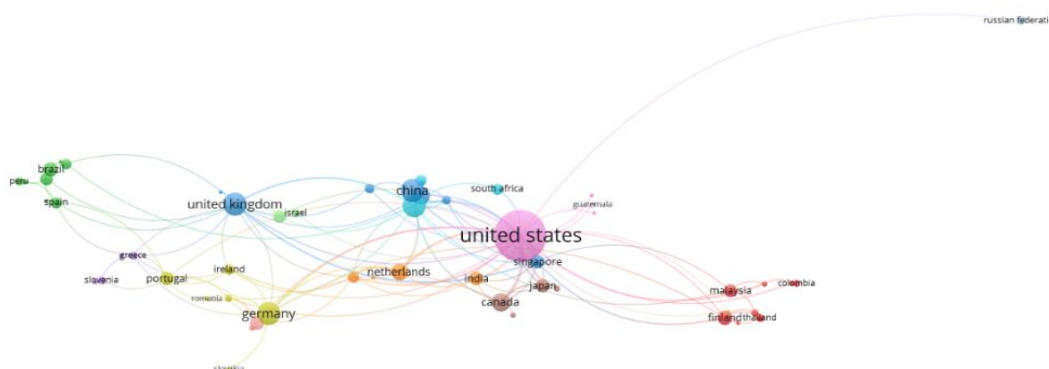 russian federati
brazil
peru
spain
united kingdom
israel
china
south africa
guatemala
united states
greece
slovenia
portugal
ireland
romania
germany
netherlands
india
singapore
japan
canada
malaysia
colombia
finland
thailand
slovakia